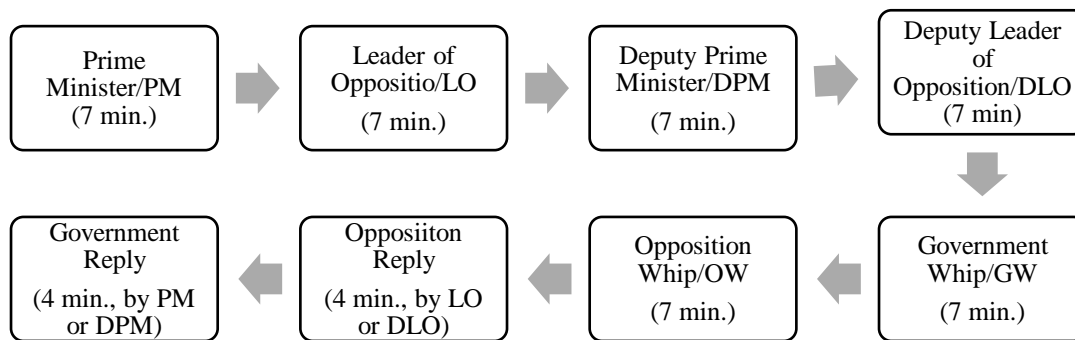 Prime
Minister/PM
(7 min.)
Leader of
Oppositio/LO
(7 min.)
Deputy Prime
Minister/DPM
(7 min.)
Deputy Leader
of
Opposition/DLO
(7 min)
Government
Whip/GW
(7 min.)
Opposition
Whip/OW
(7 min.)
Opposiiton
Reply
(4 min., by LO
or DLO)
Government
Reply
(4 min., by PM
or DPM)